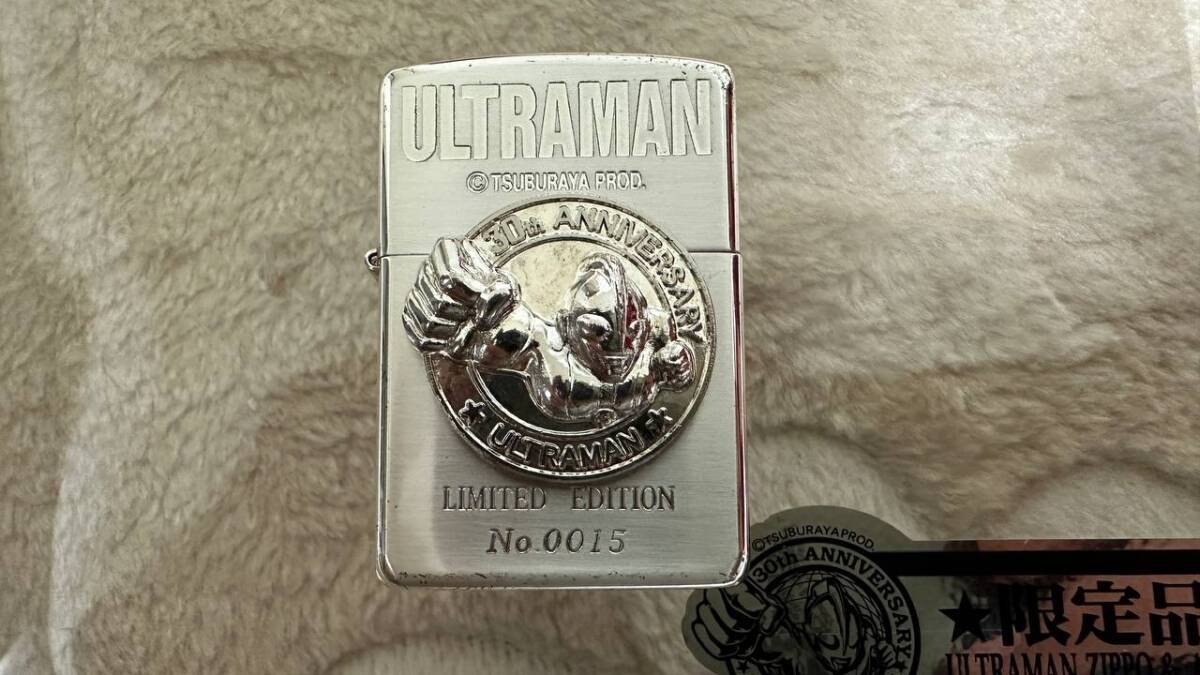 ULTRAMAN
© TSUBURAYA PROD.
30th ANNIVERSARY
★ ULTRAMAN ★
LIMITED EDITION
No.0015
©TSUBURAYA PROD.
30th ANNIVERSARY
★限定品
ULTRAMAN ZIPPO &